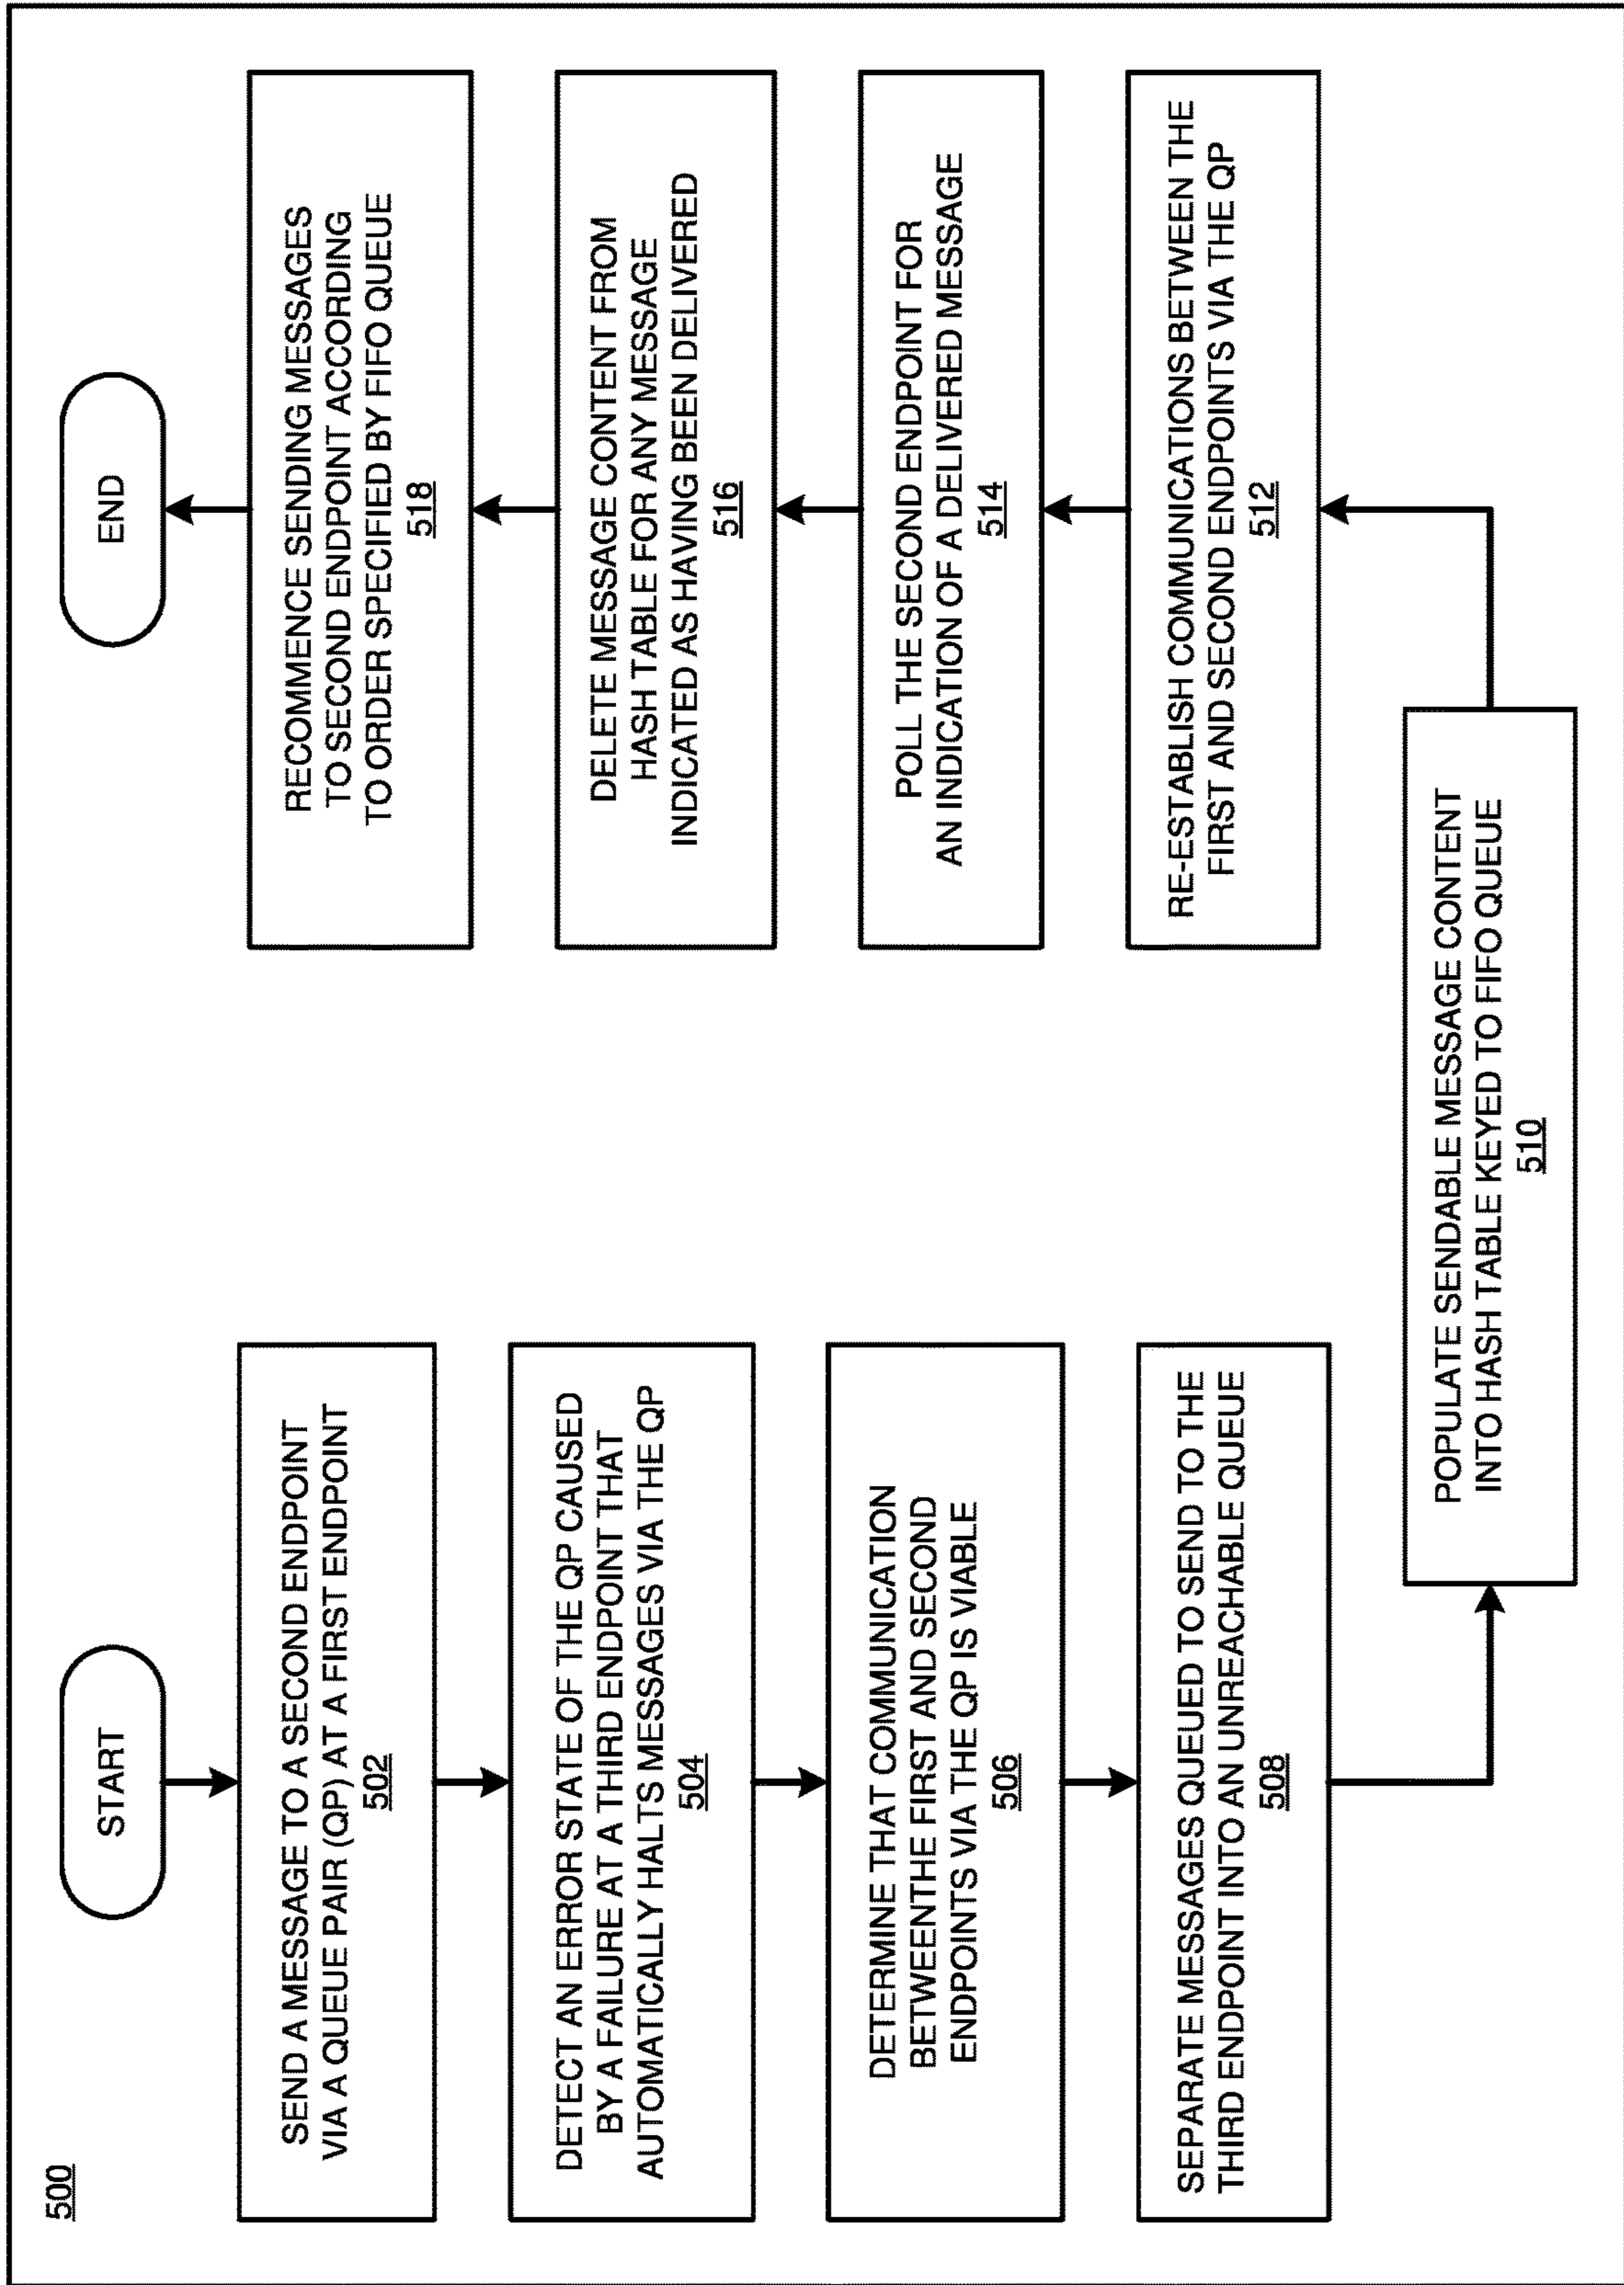 500
START
SEND A MESSAGE TO A SECOND ENDPOINT
VIA A QUEUE PAIR (QP) AT A FIRST ENDPOINT
502
DETECT AN ERROR STATE OF THE QP CAUSED
BY A FAILURE AT A THIRD ENDPOINT THAT
AUTOMATICALLY HALTS MESSAGES VIA THE QP
504
DETERMINE THAT COMMUNICATION
BETWEENTHE FIRST AND SECOND
ENDPOINTS VIA THE QP IS VIABLE
506
SEPARATE MESSAGES QUEUED TO SEND TO THE
THIRD ENDPOINT INTO AN UNREACHABLE QUEUE
508
POPULATE SENDABLE MESSAGE CONTENT
INTO HASH TABLE KEYED TO FIFO QUEUE
510
RE-ESTABLISH COMMUNICATIONS BETWEEN THE
FIRST AND SECOND ENDPOINTS VIA THE QP
512
POLL THE SECOND ENDPOINT FOR
AN INDICATION OF A DELIVERED MESSAGE
514
DELETE MESSAGE CONTENT FROM
HASH TABLE FOR ANY MESSAGE
INDICATED AS HAVING BEEN DELIVERED
516
RECOMMENCE SENDING MESSAGES
TO SECOND ENDPOINT ACCORDING
TO ORDER SPECIFIED BY FIFO QUEUE
518
END